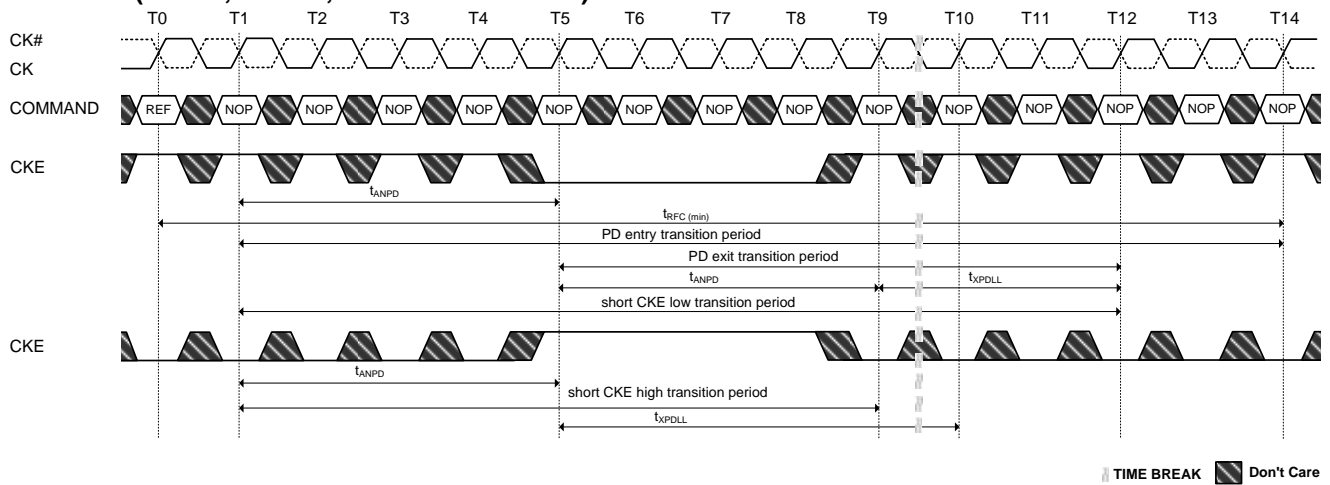 T0 T1 T2 T3 T4 T5 T6 T7 T8 T9 T10 T11 T12 T13 T14
CK#
CK
COMMAND REF NOP NOP NOP NOP NOP NOP NOP NOP NOP NOP NOP NOP NOP NOP
CKE
tANPD
tRFC (min)
PD entry transition period
PD exit transition period
tANPD tXPDLL
short CKE low transition period
CKE
tANPD
short CKE high transition period
tXPDLL
TIME BREAK Don't Care